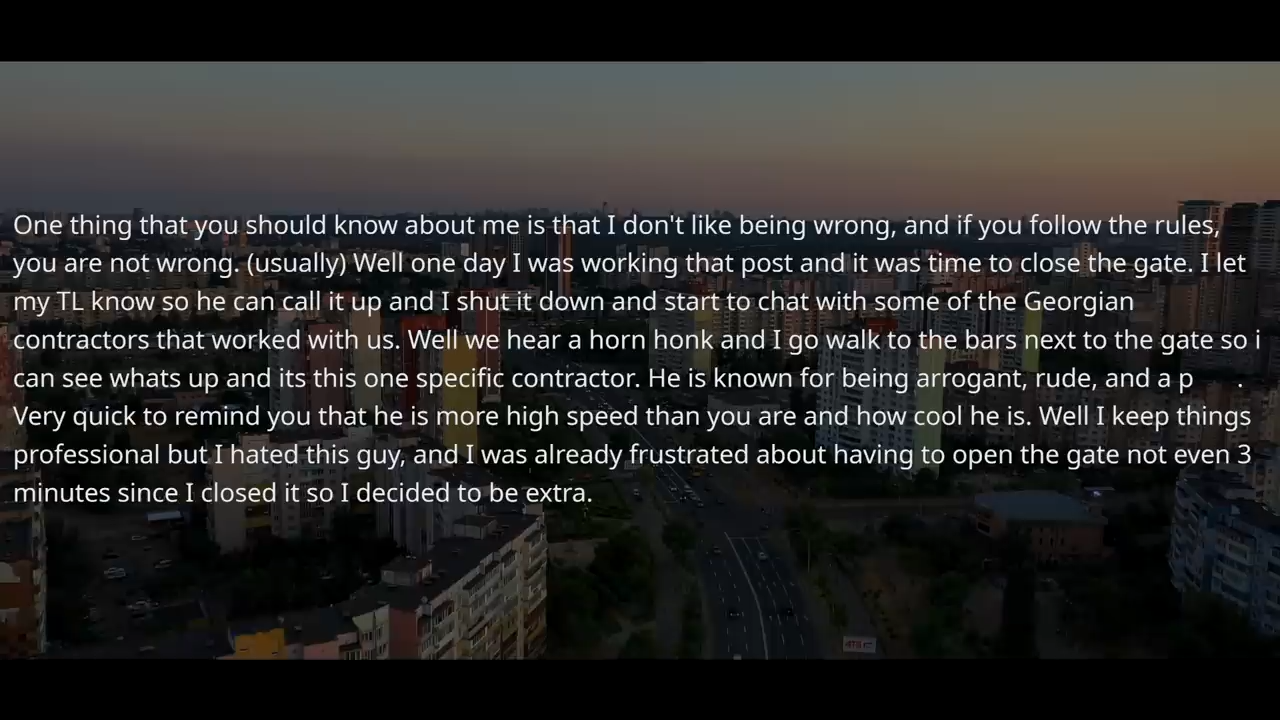 One thing that you should know about me is that I don't like being wrong, and if you follow the rules,
you are not wrong. (usually) Well one day I was working that post and it was time to close the gate. I let
my TL know so he can call it up and I shut it down and start to chat with some of the Georgian
contractors that worked with us. Well we hear a horn honk and I go walk to the bars next to the gate so i
can see whats up and its this one specific contractor. He is known for being arrogant, rude, and a p .
Very quick to remind you that he is more high speed than you are and how cool he is. Well I keep things
professional but I hated this guy, and I was already frustrated about having to open the gate not even 3
minutes since I closed it so I decided to be extra.